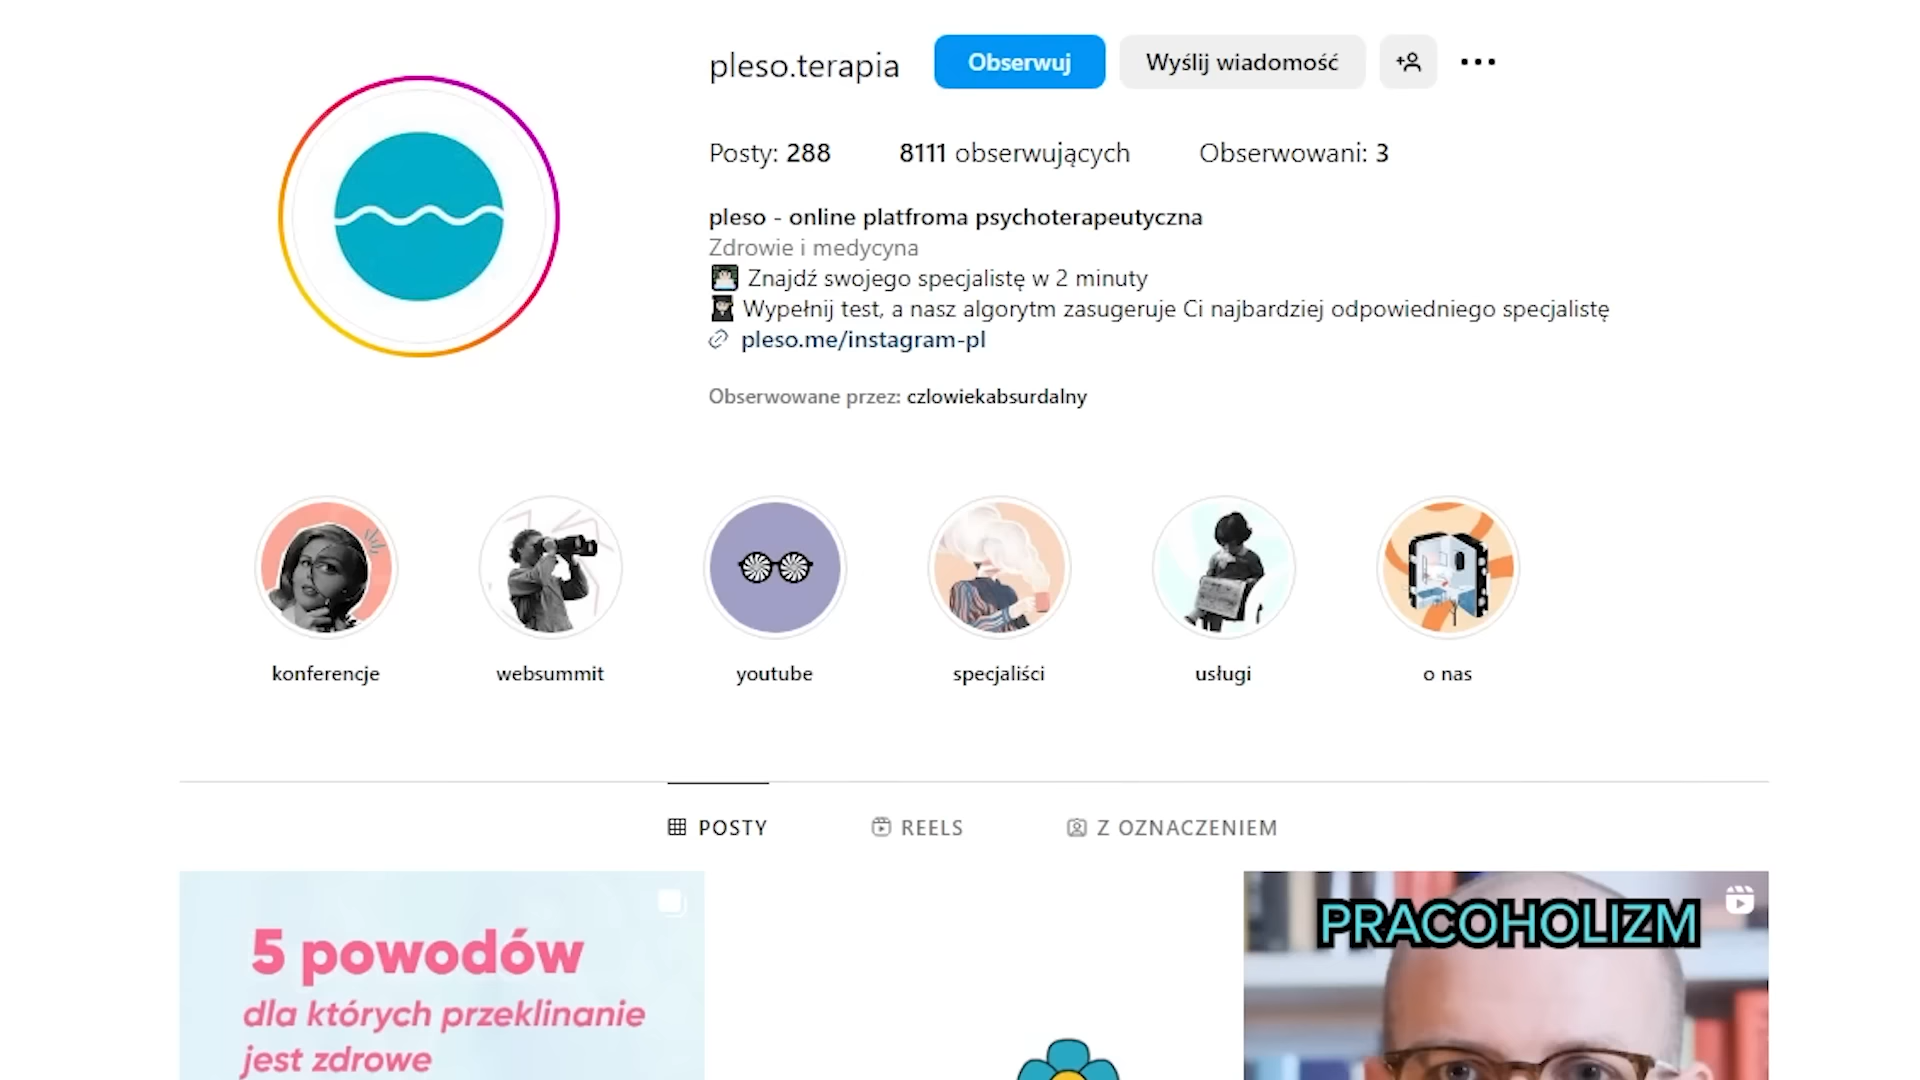 pleso.terapia
Obserwuj
Wyślij wiadomość
Posty: 288
8111 obserwujących
Obserwowani: 3
pleso - online platfroma psychoterapeutyczna
Zdrowie i medycyna
Znajdź swojego specjalistę w 2 minuty
Wypełnij test, a nasz algorytm zasugeruje Ci najbardziej odpowiedniego specjalistę
pleso.me/instagram-pl
Obserwowane przez: czlowiekabsurdalny
konferencje
websummit
youtube
specjaliści
usługi
o nas
POSTY
REELS
Z OZNACZENIEM
5 powodów
dla których przeklinanie
jest zdrowe
PRACOHOLIZM